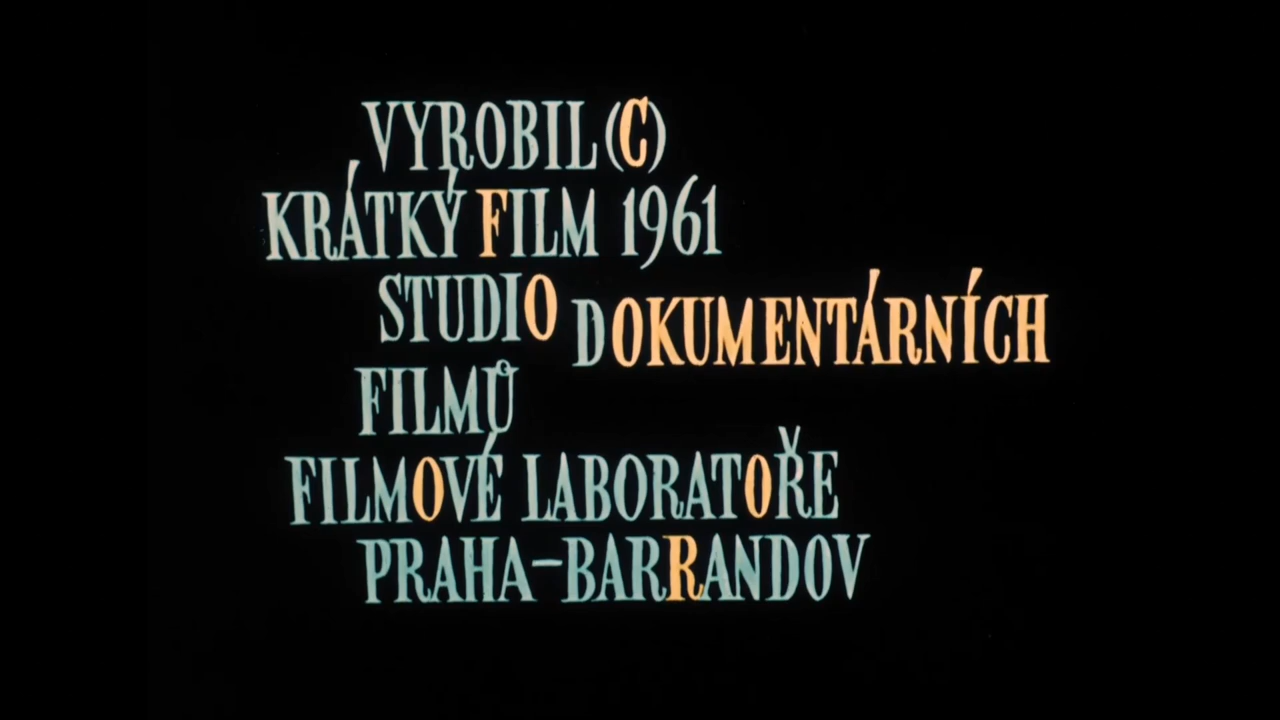 VYROBIL (C)
KRÁTKÝ FILM 1961
STUDIO DOKUMENTÁRNÍCH
FILMŮ
FILMOVÉ LABORATOŘE
PRAHA-BARRANDOV